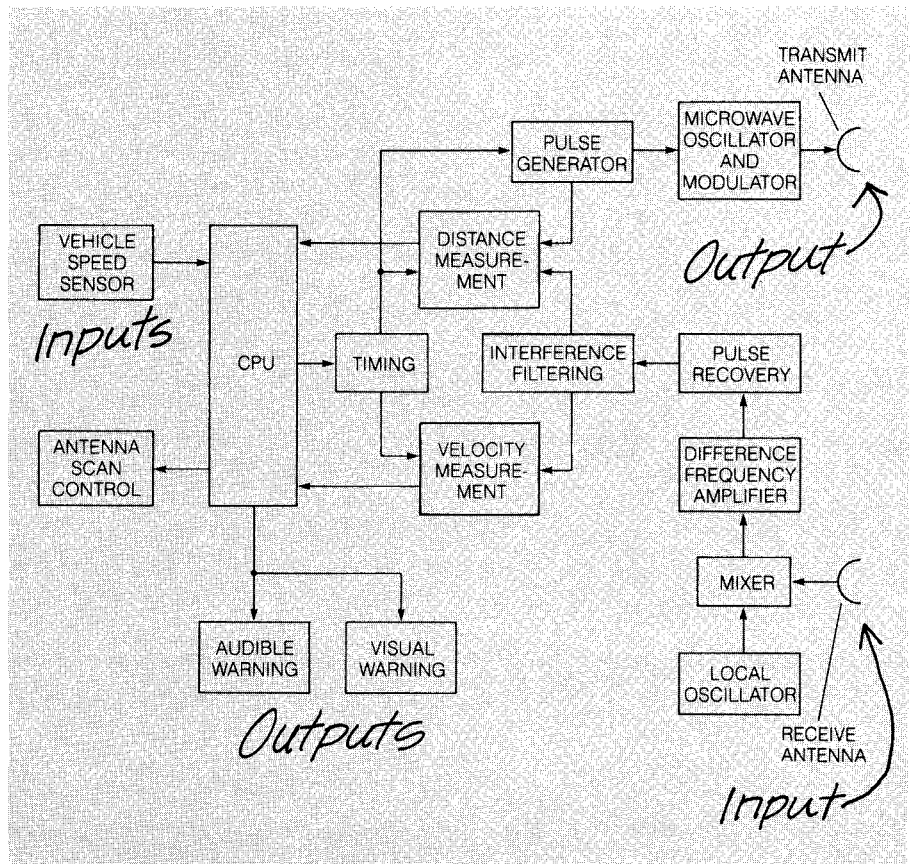 TRANSMIT
ANTENNA
PULSE
GENERATOR
MICROWAVE
OSCILLATOR
AND
MODULATOR
Output
VEHICLE
SPEED
SENSOR
Inputs
CPU
DISTANCE
MEASURE-
MENT
TIMING
INTERFERENCE
FILTERING
PULSE
RECOVERY
ANTENNA
SCAN
CONTROL
VELOCITY
MEASURE-
MENT
DIFFERENCE
FREQUENCY
AMPLIFIER
MIXER
AUDIBLE
WARNING
VISUAL
WARNING
Outputs
LOCAL
OSCILLATOR
RECEIVE
ANTENNA
Input